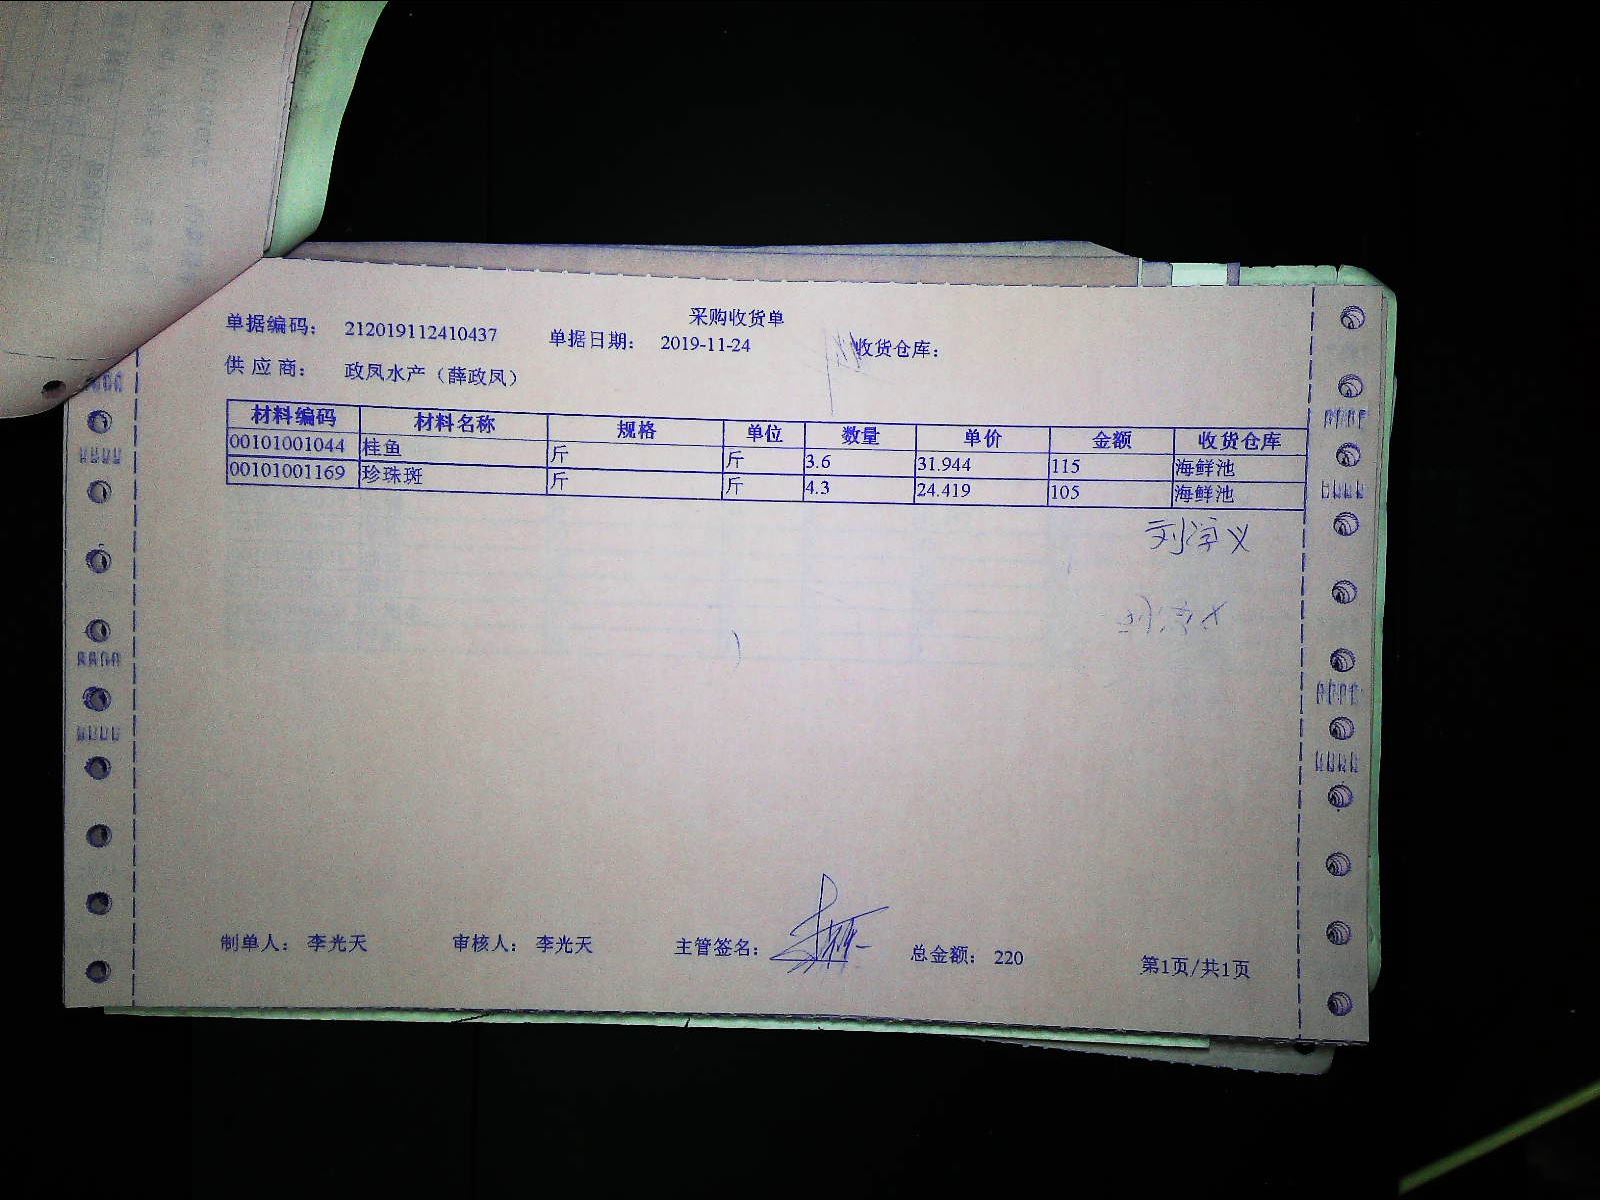 采购收货单
单据编码： 212019112410437 单据日期： 2019-11-24 收货仓库：
供应商： 政凤水产（薛政凤）
材料编码 材料名称 规格 单位 数量 单价 金额 收货仓库
00101001044 桂鱼 斤 斤 3.6 31.944 115 海鲜池
00101001169 珍珠斑 斤 斤 4.3 24.419 105 海鲜池
制单人： 李光天 审核人： 李光天 主管签名： 总金额： 220 第1页/共1页